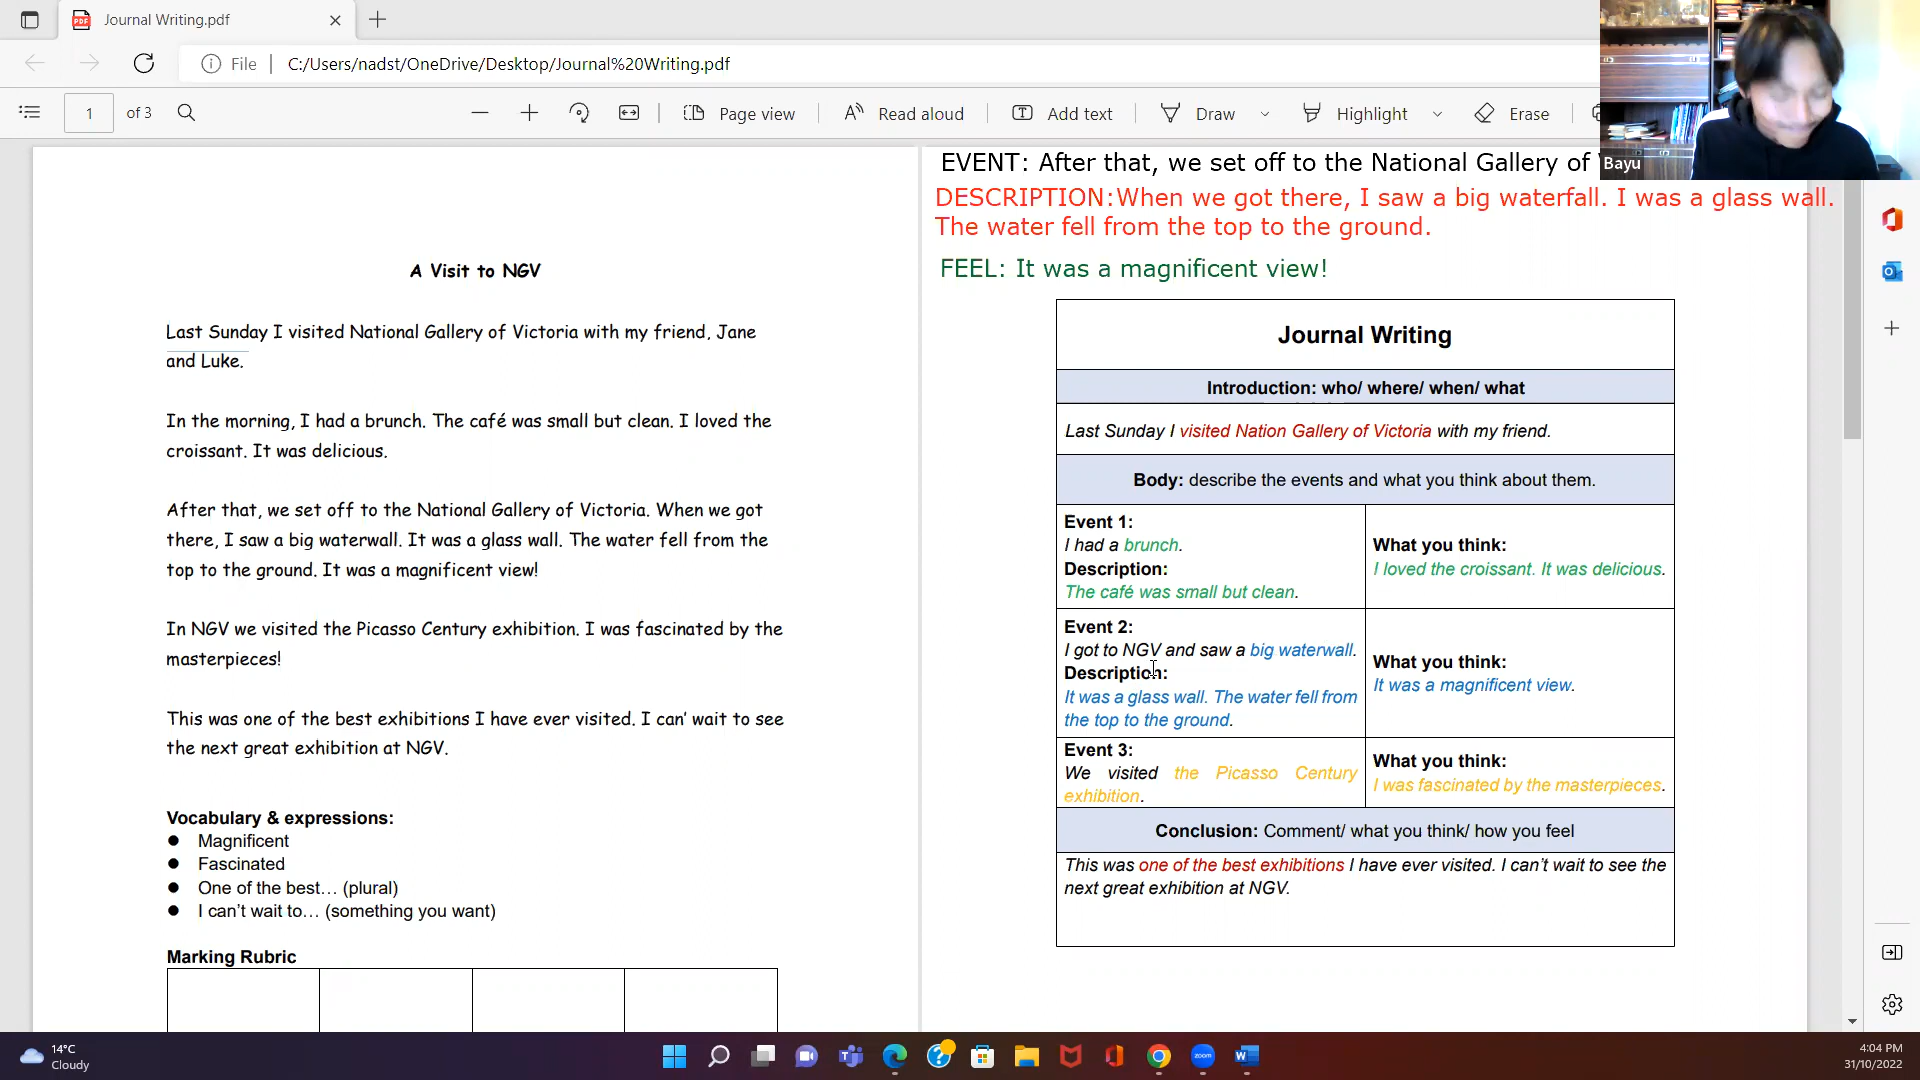 Journal Writing.pdf
File
C:/Users/nadst/OneDrive/Desktop/Journal%20Writing.pdf
1 of 3
Page view
Read aloud
Add text
Draw
Highlight
Erase
Bayu
A Visit to NGV
Last Sunday I visited National Gallery of Victoria with my friend, Jane
and Luke.
In the morning, I had a brunch. The café was small but clean. I loved the
croissant. It was delicious.
After that, we set off to the National Gallery of Victoria. When we got
there, I saw a big waterwall. It was a glass wall. The water fell from the
top to the ground. It was a magnificent view!
In NGV we visited the Picasso Century exhibition. I was fascinated by the
masterpieces!
This was one of the best exhibitions I have ever visited. I can’ wait to see
the next great exhibition at NGV.
Vocabulary & expressions:
● Magnificent
● Fascinated
● One of the best… (plural)
● I can’t wait to… (something you want)
Marking Rubric
EVENT: After that, we set off to the National Gallery of
DESCRIPTION:When we got there, I saw a big waterfall. I was a glass wall.
The water fell from the top to the ground.
FEEL: It was a magnificent view!
Journal Writing
Introduction: who/ where/ when/ what
Last Sunday I visited Nation Gallery of Victoria with my friend.
Body: describe the events and what you think about them.
Event 1:
I had a brunch.
Description:
The café was small but clean.
What you think:
I loved the croissant. It was delicious.
Event 2:
I got to NGV and saw a big waterwall.
Description:
It was a glass wall. The water fell from
the top to the ground.
What you think:
It was a magnificent view.
Event 3:
We visited the Picasso Century
exhibition.
What you think:
I was fascinated by the masterpieces.
Conclusion: Comment/ what you think/ how you feel
This was one of the best exhibitions I have ever visited. I can’t wait to see the
next great exhibition at NGV.
14°C
Cloudy
4:04 PM
31/10/2022